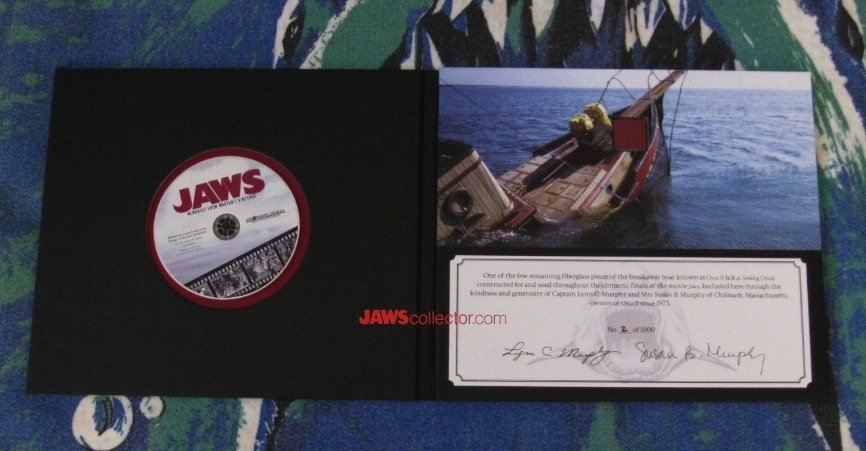 JAWS
MEMORIES FROM MARTHA'S VINEYARD
JAWScollector.com
One of the few remaining fiberglass pieces of the breakaway boat known as Orca II (a.k.a. Sinking Orca),
constructed for and used throughout the climactic finale of the movie Jaws. Included here through the
kindness and generosity of Captain Lynn C. Murphy and Mrs Susan B. Murphy of Chilmark, Massachusetts,
owners of Orca II since 1975.
No. 2 of 1000
Lynn C Murphy Susan B. Murphy